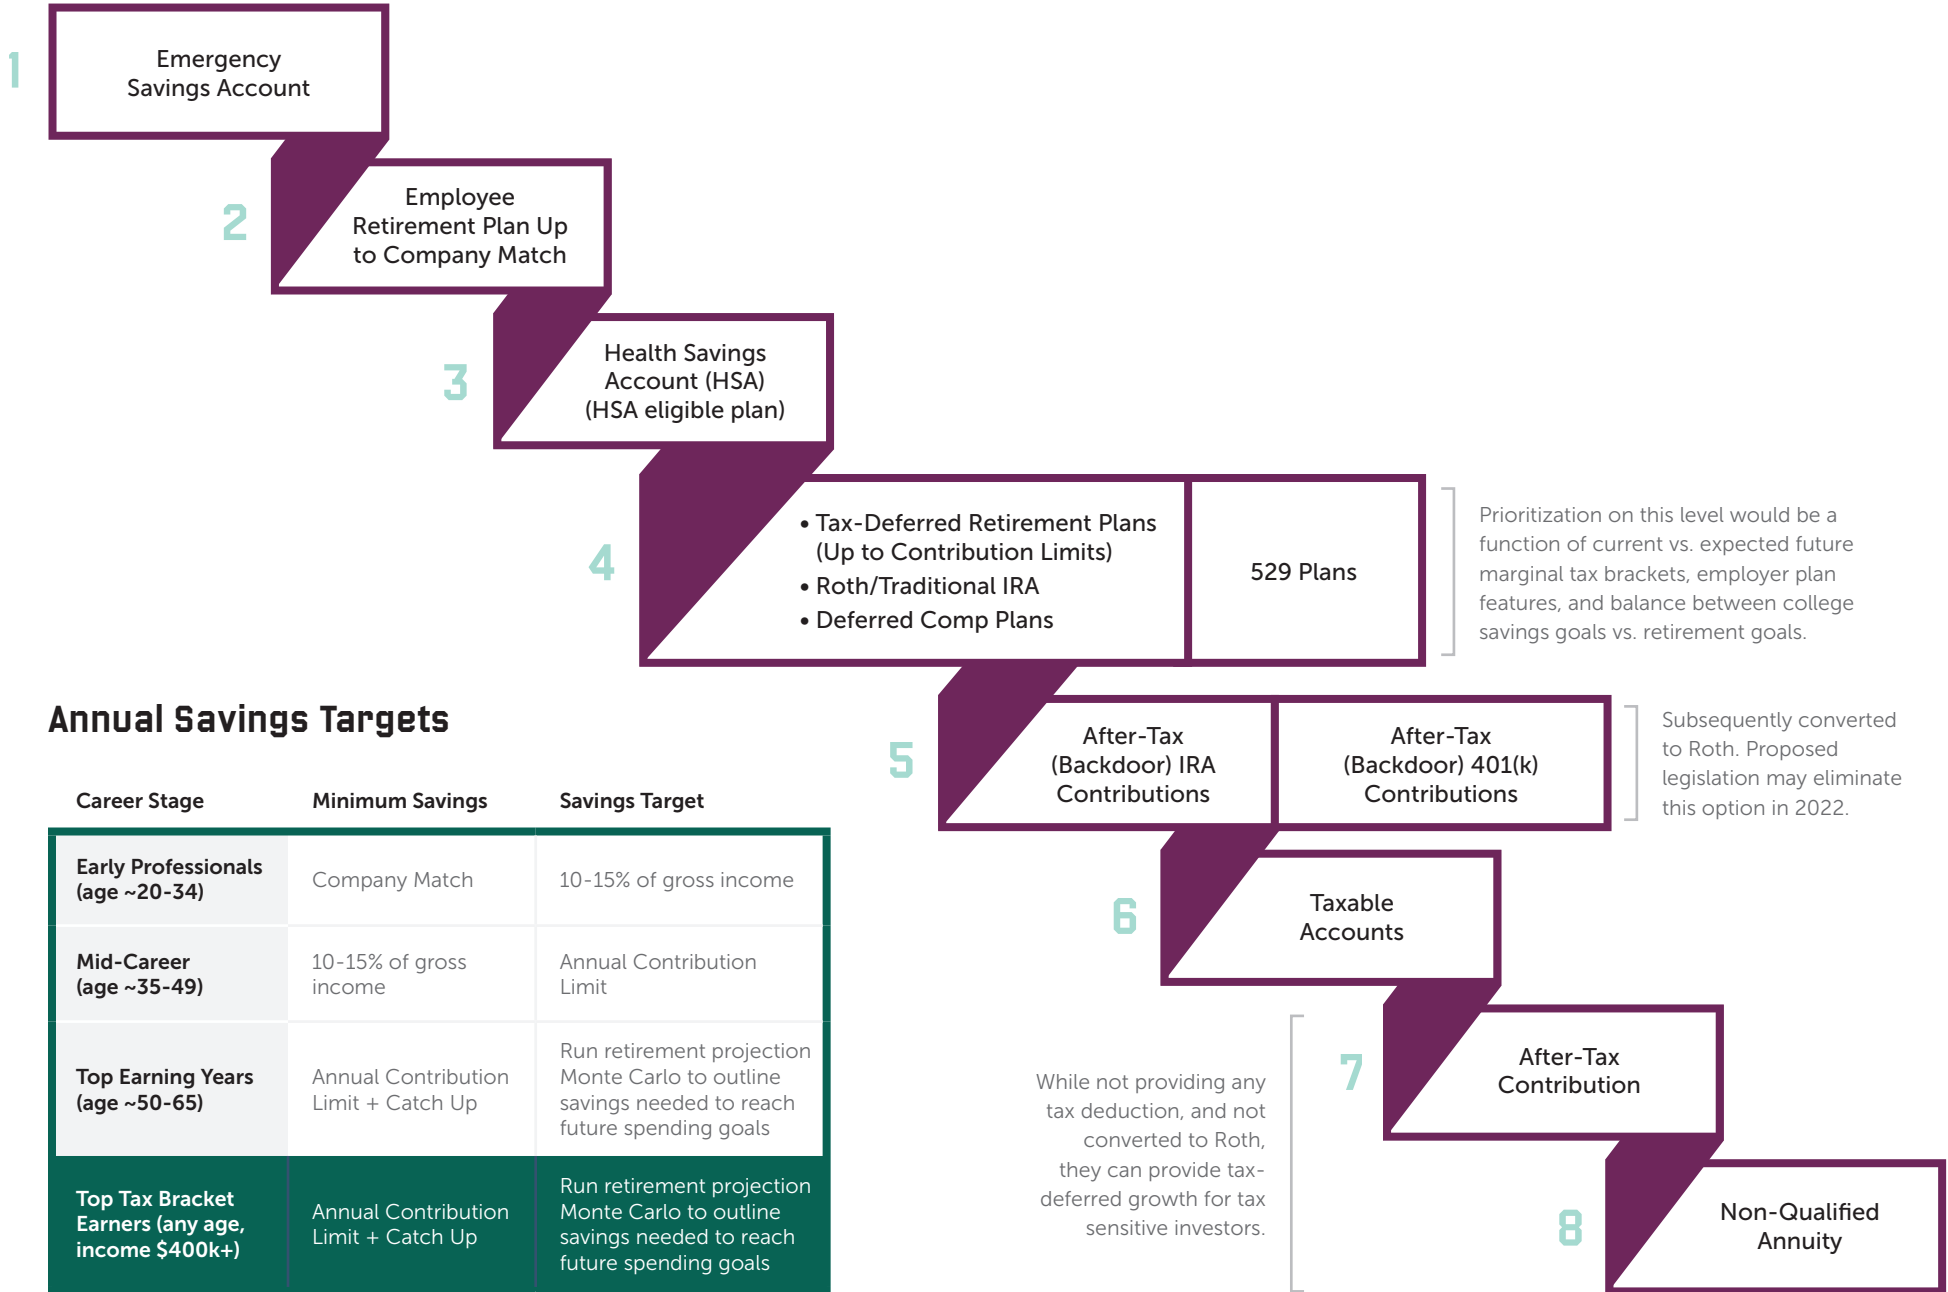 1
Emergency
Savings Account
2
Employee
Retirement Plan Up
to Company Match
3
Health Savings
Account (HSA)
(HSA eligible plan)
4
• Tax-Deferred Retirement Plans
(Up to Contribution Limits)
• Roth/Traditional IRA
• Deferred Comp Plans
529 Plans
Prioritization on this level would be a
function of current vs. expected future
marginal tax brackets, employer plan
features, and balance between college
savings goals vs. retirement goals.
5
After-Tax
(Backdoor) IRA
Contributions
After-Tax
(Backdoor) 401(k)
Contributions
Subsequently converted
to Roth. Proposed
legislation may eliminate
this option in 2022.
6
Taxable
Accounts
7
After-Tax
Contribution
While not providing any
tax deduction, and not
converted to Roth,
they can provide tax-
deferred growth for tax
sensitive investors.
8
Non-Qualified
Annuity
Annual Savings Targets
Career Stage
Minimum Savings
Savings Target
Early Professionals
(age ~20-34)
Company Match
10-15% of gross income
Mid-Career
(age ~35-49)
10-15% of gross
income
Annual Contribution
Limit
Top Earning Years
(age ~50-65)
Annual Contribution
Limit + Catch Up
Run retirement projection
Monte Carlo to outline
savings needed to reach
future spending goals
Top Tax Bracket
Earners (any age,
income $400k+)
Annual Contribution
Limit + Catch Up
Run retirement projection
Monte Carlo to outline
savings needed to reach
future spending goals